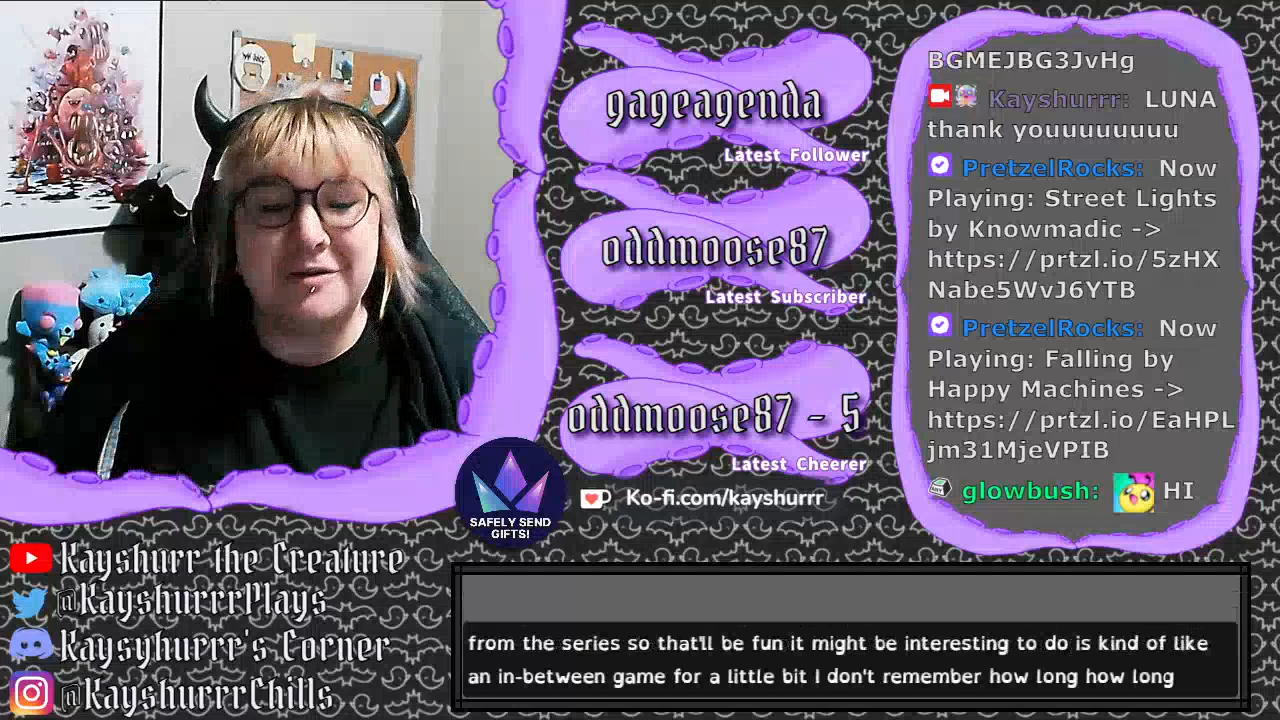 gageagenda
Latest Follower
oddmoose87
Latest Subscriber
oddmoose87 - 5
Latest Cheerer
SAFELY SEND
GIFTS!
Ko-fi.com/kayshurrr
BGMEJBG3JvHg
Kayshurrr: LUNA
thank youuuuuuuuu
PretzelRocks: Now
Playing: Street Lights
by Knowmadic ->
https://prtzl.io/5zHX
Nabe5WvJ6YTB
PretzelRocks: Now
Playing: Falling by
Happy Machines ->
https://prtzl.io/EaHPL
jm31MjeVPIB
glowbush: HI
Kayshurr the Creature
@KayshurrrPlays
Kaysyhurrr's Corner
@KayshurrrChills
from the series so that'll be fun it might be interesting to do is kind of like
an in-between game for a little bit I don't remember how long how long